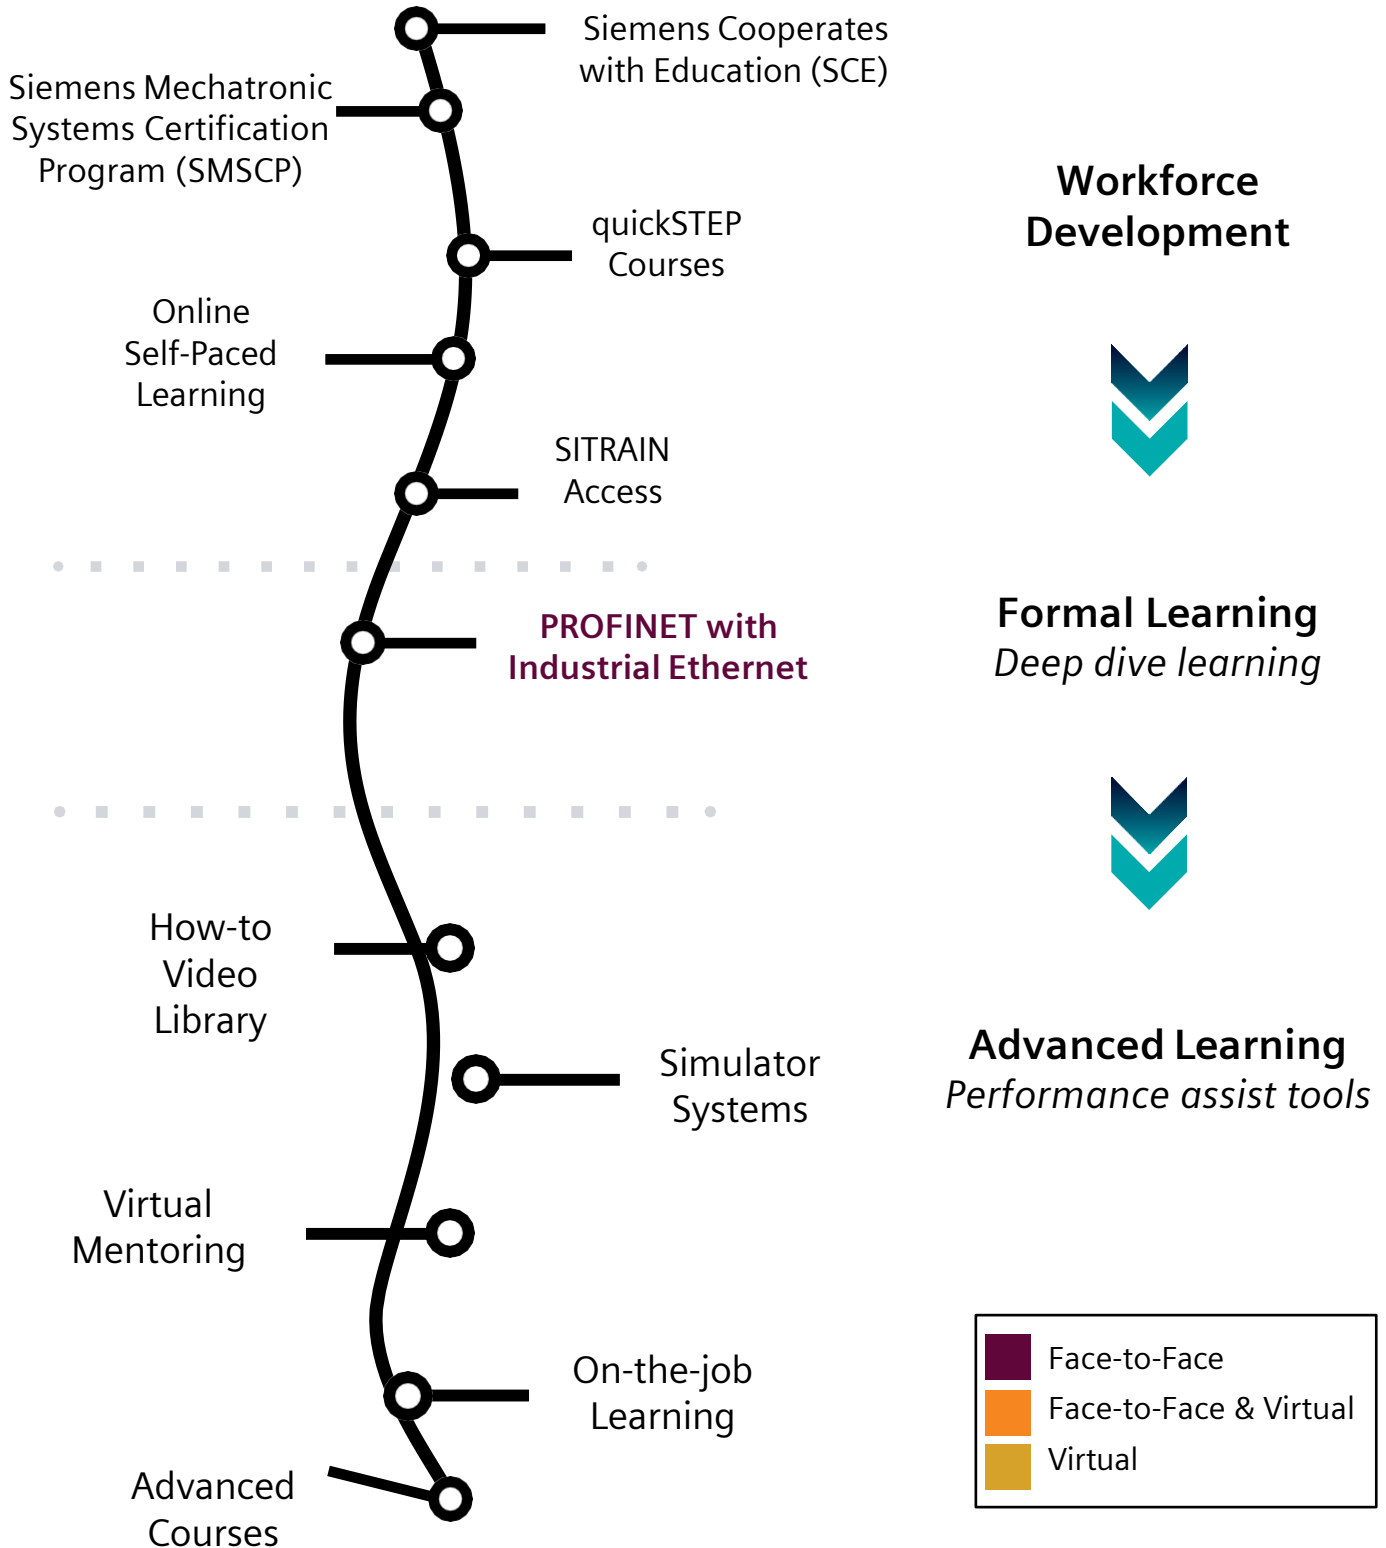 Siemens Cooperates
with Education (SCE)
Siemens Mechatronic
Systems Certification
Program (SMSCP)
Workforce
Development
quickSTEP
Courses
Online
Self-Paced
Learning
SITRAIN
Access
PROFINET with
Industrial Ethernet
Formal Learning
Deep dive learning
How-to
Video
Library
Simulator
Systems
Advanced Learning
Performance assist tools
Virtual
Mentoring
On-the-job
Learning
Advanced
Courses
Face-to-Face
Face-to-Face & Virtual
Virtual